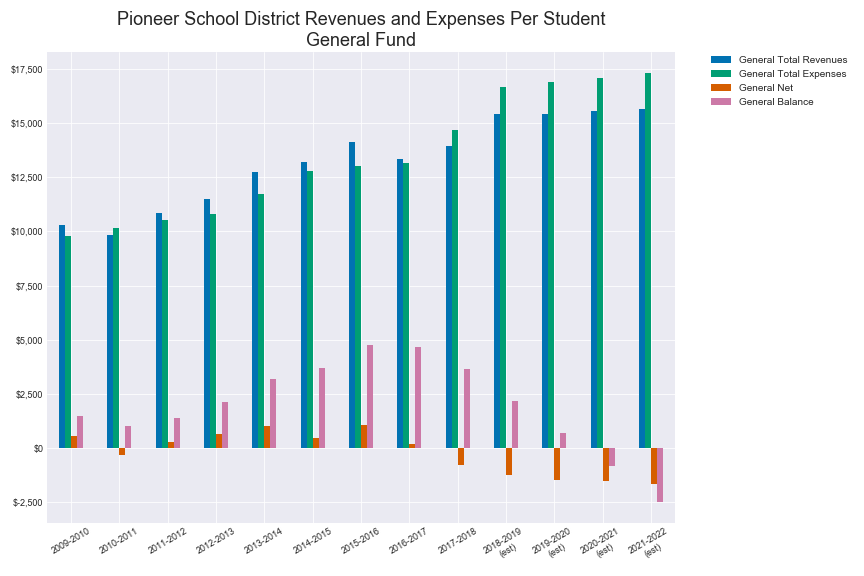 Pioneer School District Revenues and Expenses Per Student
General Fund
General Total Revenues
General Total Expenses
General Net
General Balance
$17,500
$15,000
$12,500
$10,000
$7,500
$5,000
$2,500
$0
$-2,500
2009-2010
2010-2011
2011-2012
2012-2013
2013-2014
2014-2015
2015-2016
2016-2017
2017-2018
2018-2019
(est)
2019-2020
(est)
2020-2021
(est)
2021-2022
(est)